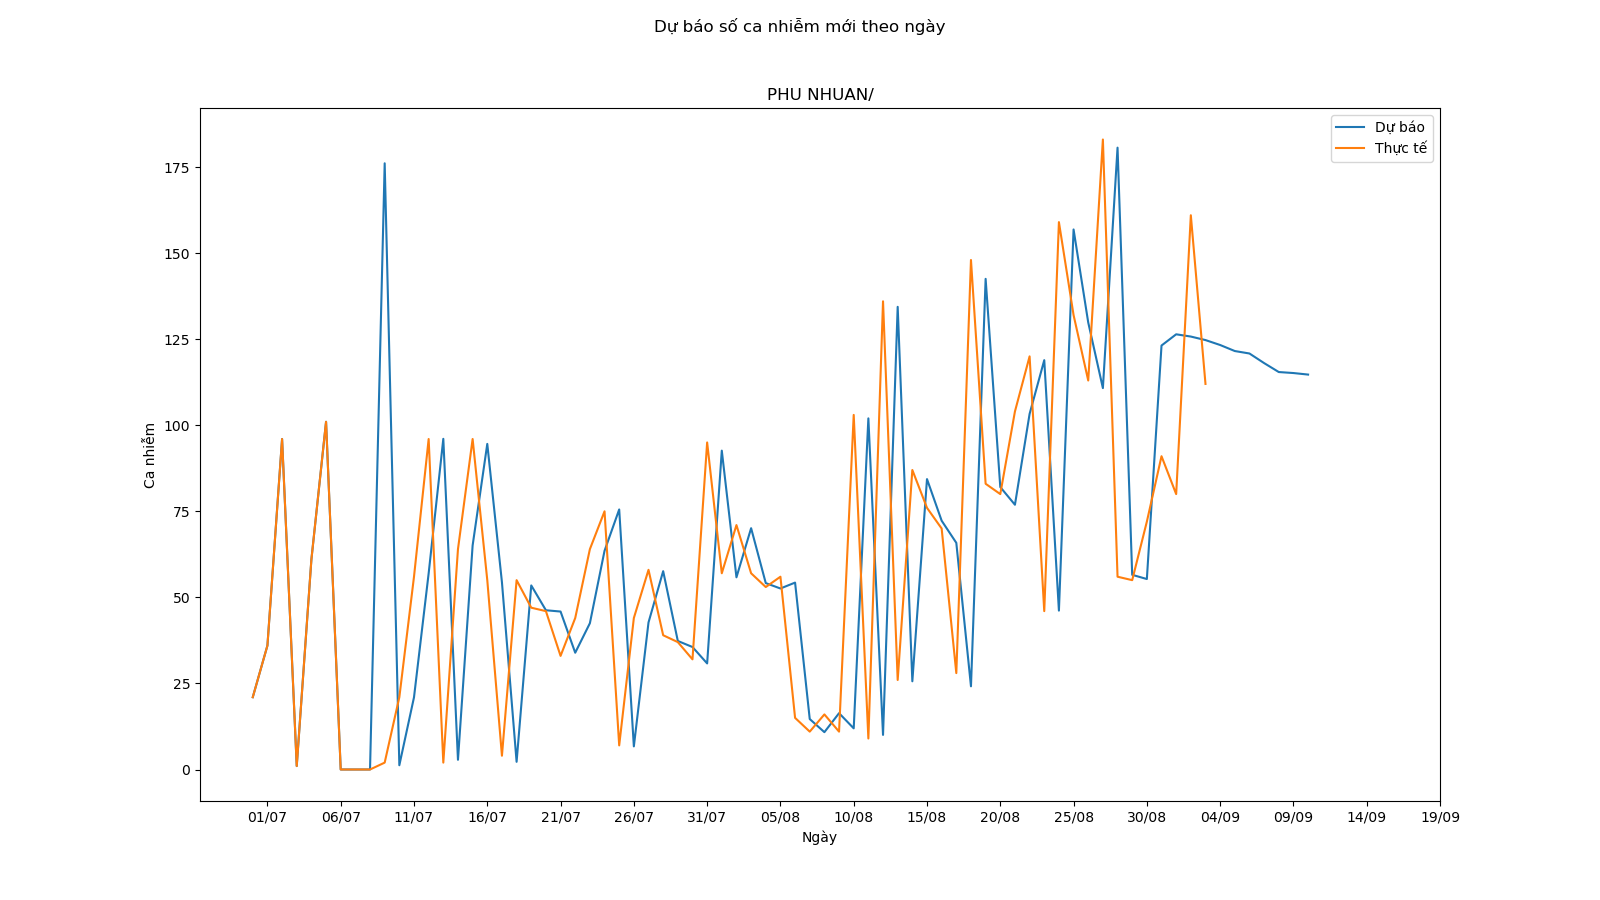 Dự báo số ca nhiễm mới theo ngày
PHU NHUAN/
Dự báo
Thực tế
175
150
125
100
75
50
25
0
Ca nhiễm
01/07 06/07 11/07 16/07 21/07 26/07 31/07 05/08 10/08 15/08 20/08 25/08 30/08 04/09 09/09 14/09 19/09
Ngày